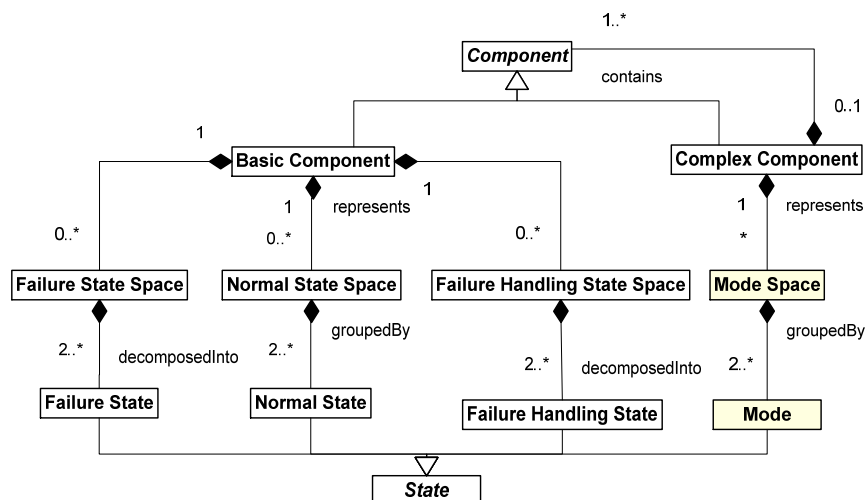 1..*
Component
contains
0..1
1
Basic Component
Complex Component
1
represents
1
1
represents
0..*
0..*
0..*
*
Failure State Space
Normal State Space
Failure Handling State Space
Mode Space
groupedBy
groupedBy
2..*
decomposedInto
2..*
2..*
decomposedInto
2..*
Failure State
Normal State
Failure Handling State
Mode
State